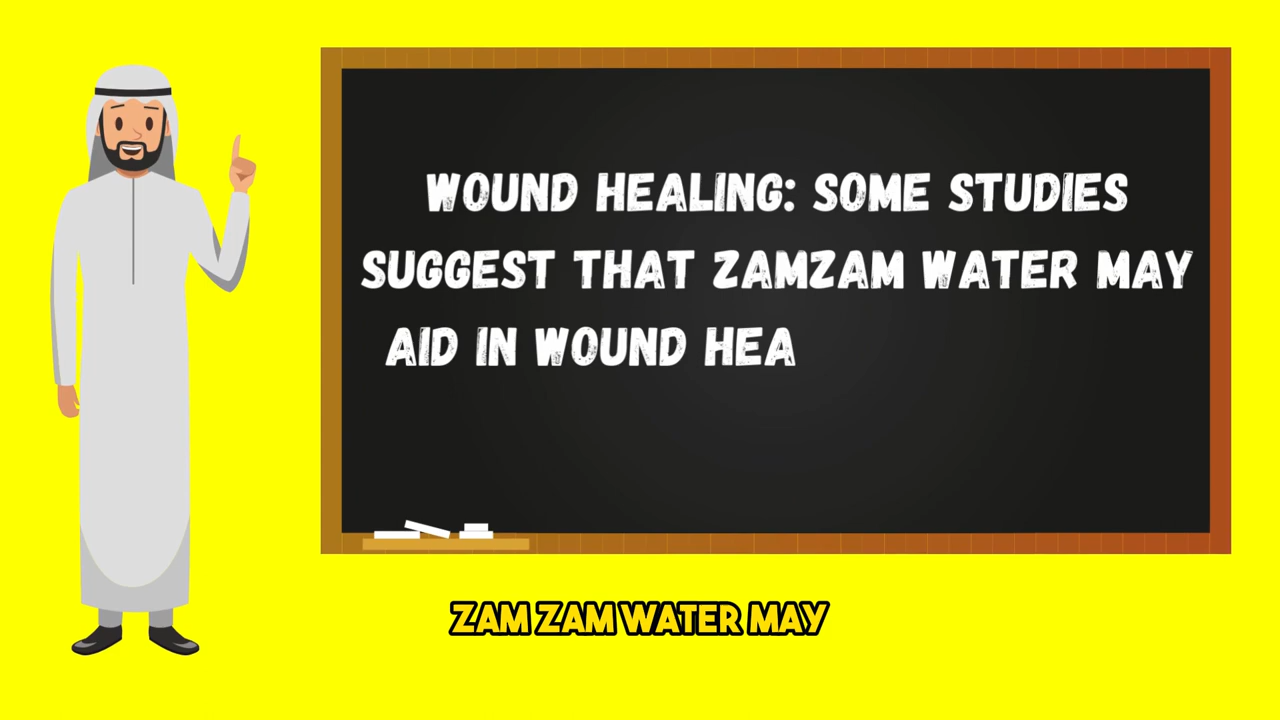 WOUND HEALING: SOME STUDIES
SUGGEST THAT ZAMZAM WATER MAY
AID IN WOUND HEA
ZAM ZAM WATER MAY